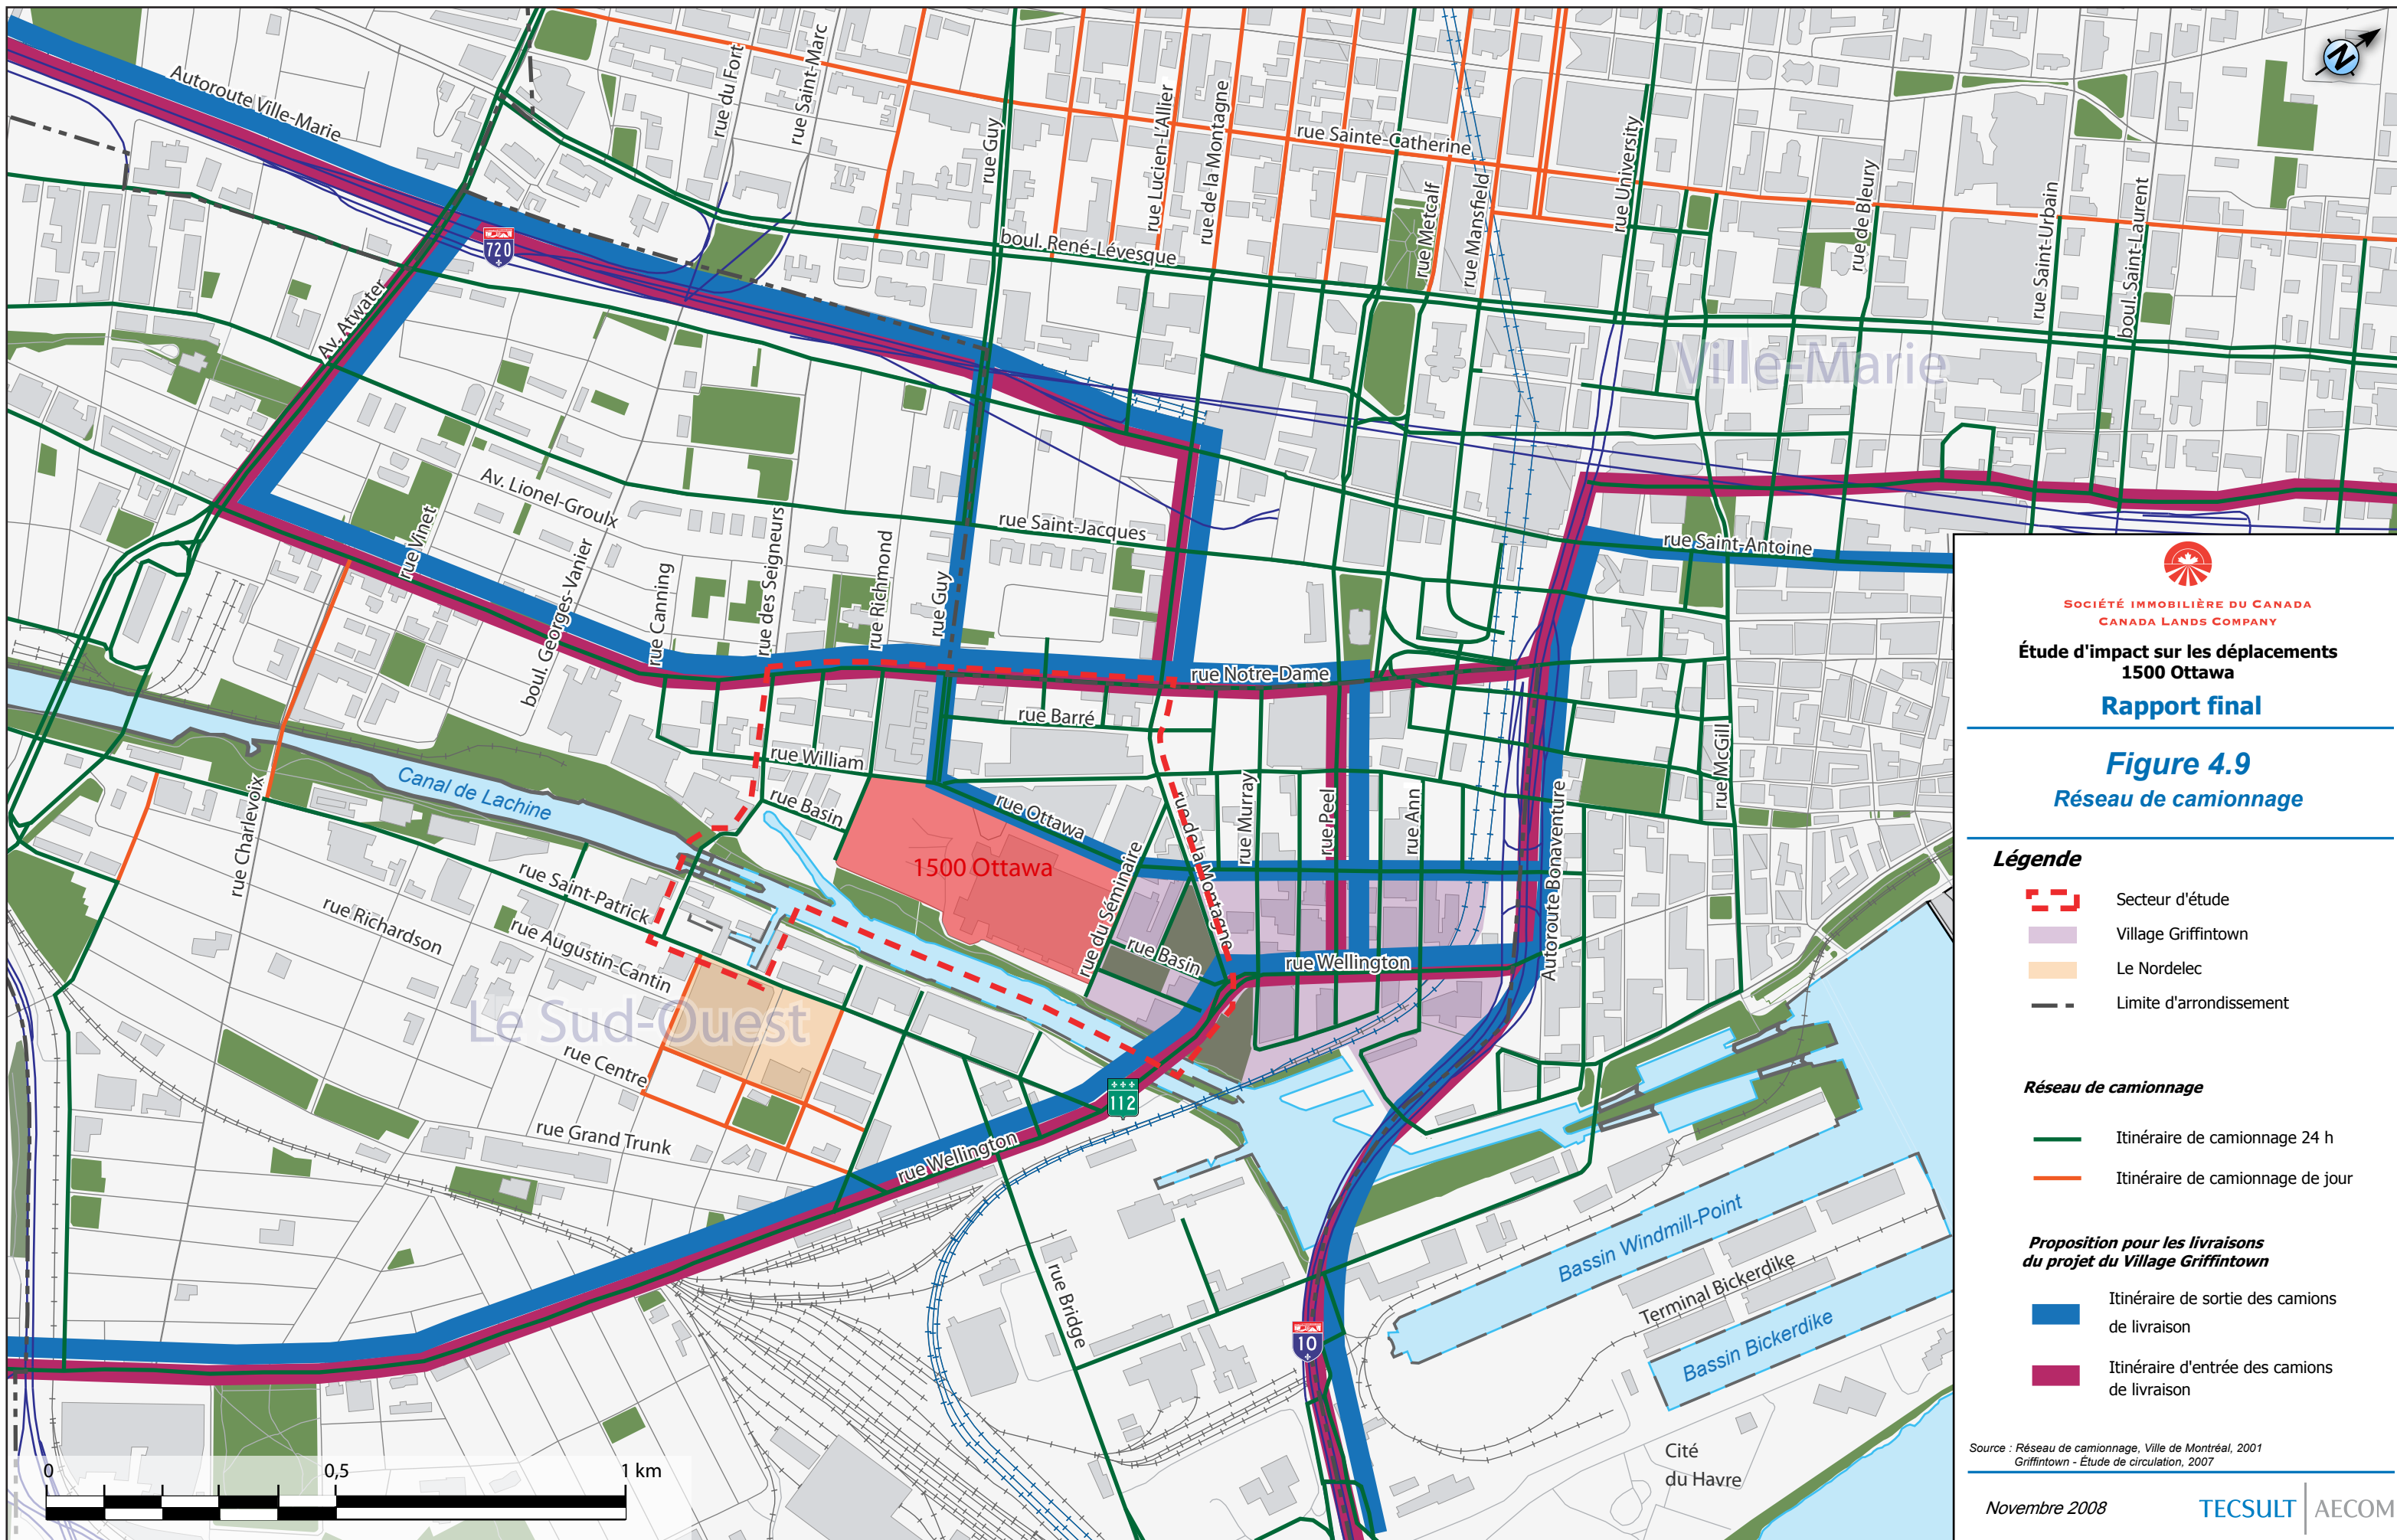 Autoroute Ville-Marie
720
rue du Fort
rue Saint-Marc
rue Guy
rue Lucien-L'Allier
rue de la Montagne
rue Sainte-Catherine
rue Metcalf
rue Mansfield
rue University
rue de Bleury
rue Saint-Urbain
boul. Saint-Laurent
N
boul. René-Lévesque
Ville-Marie
Av. Atwater
Av. Lionel-Groulx
rue Vinet
boul. Georges-Vanier
rue Canning
rue des Seigneurs
rue Richmond
rue Guy
rue Saint-Jacques
rue Saint-Antoine
rue Notre-Dame
rue Barré
rue William
rue Basin
rue Ottawa
rue de la Montagne
rue Murray
rue Peel
rue Ann
Autoroute Bonaventure
rue McGill
Canal de Lachine
rue Charlevoix
1500 Ottawa
rue du Séminaire
rue Basin
rue Wellington
rue Saint-Patrick
rue Richardson
rue Augustin-Cantin
Le Sud-Ouest
rue Centre
rue Grand Trunk
112
rue Wellington
rue Bridge
10
Bassin Windmill-Point
Terminal Bickerdike
Bassin Bickerdike
Cité
du Havre
0
0,5
1 km
SOCIÉTÉ IMMOBILIÈRE DU CANADA
CANADA LANDS COMPANY
Étude d'impact sur les déplacements
1500 Ottawa
Rapport final
Figure 4.9
Réseau de camionnage
Légende
Secteur d'étude
Village Griffintown
Le Nordelec
Limite d'arrondissement
Réseau de camionnage
Itinéraire de camionnage 24 h
Itinéraire de camionnage de jour
Proposition pour les livraisons
du projet du Village Griffintown
Itinéraire de sortie des camions
de livraison
Itinéraire d'entrée des camions
de livraison
Source : Réseau de camionnage, Ville de Montréal, 2001
Griffintown - Étude de circulation, 2007
Novembre 2008
TECSULT | AECOM